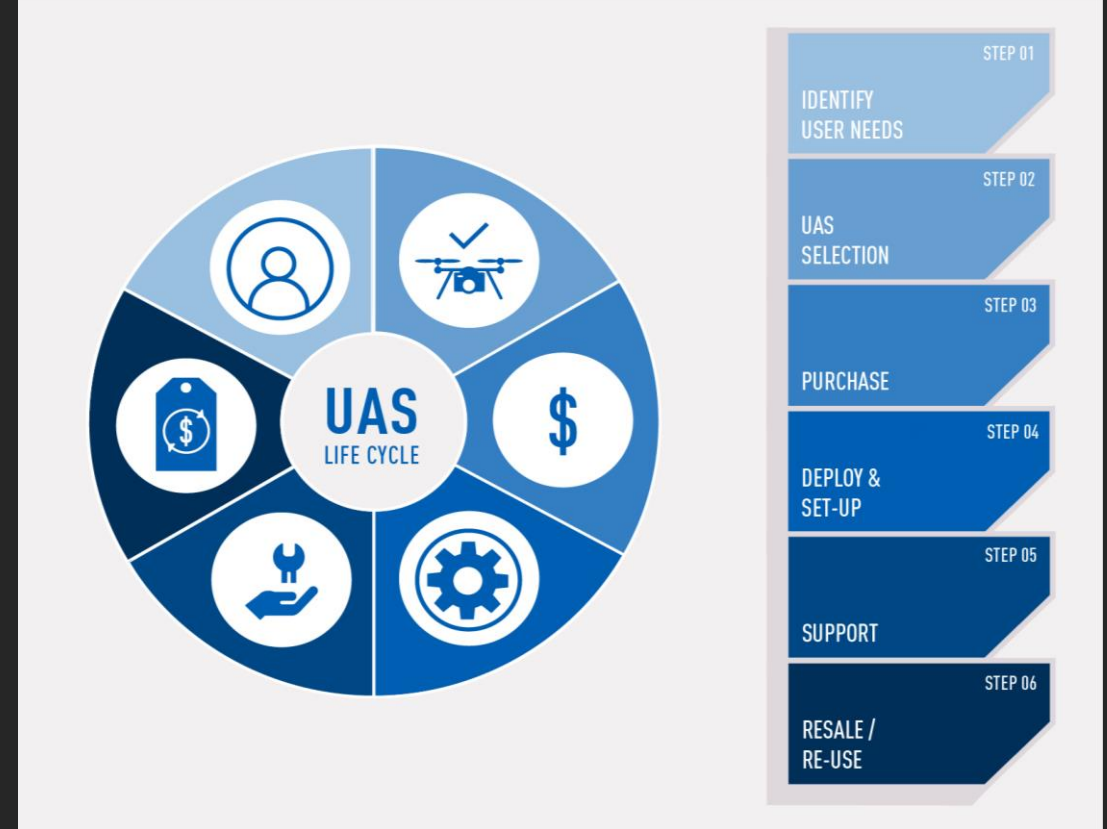 UAS
LIFE CYCLE
$
$
STEP 01
IDENTIFY
USER NEEDS
STEP 02
UAS
SELECTION
STEP 03
PURCHASE
STEP 04
DEPLOY &
SET-UP
STEP 05
SUPPORT
STEP 06
RESALE /
RE-USE